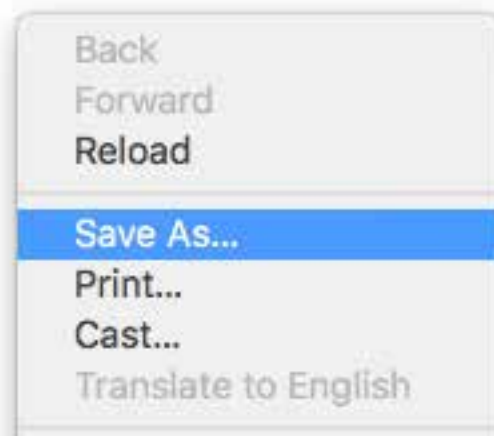 Back
Forward
Reload
Save As...
Print...
Cast...
Translate to English